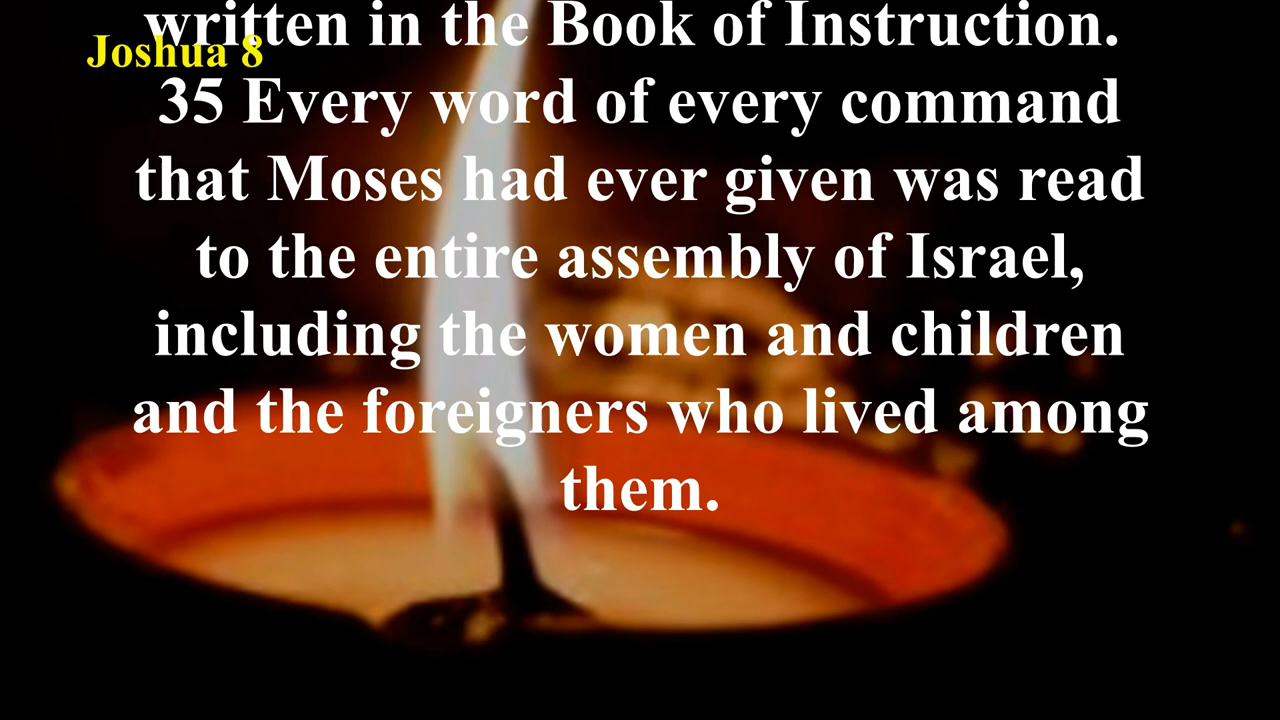 written in the Book of Instruction.
Joshua 8
35 Every word of every command
that Moses had ever given was read
to the entire assembly of Israel,
including the women and children
and the foreigners who lived among
them.